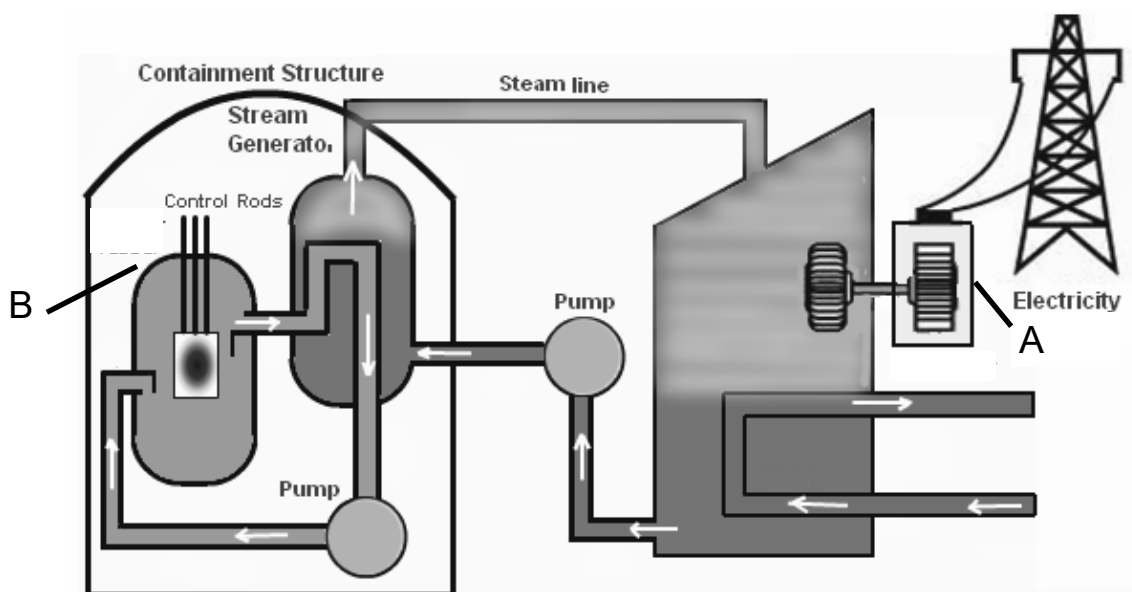 Containment Structure
Steam line
Stream
Generato
Control Rods
B
Pump
Electricity
A
Pump